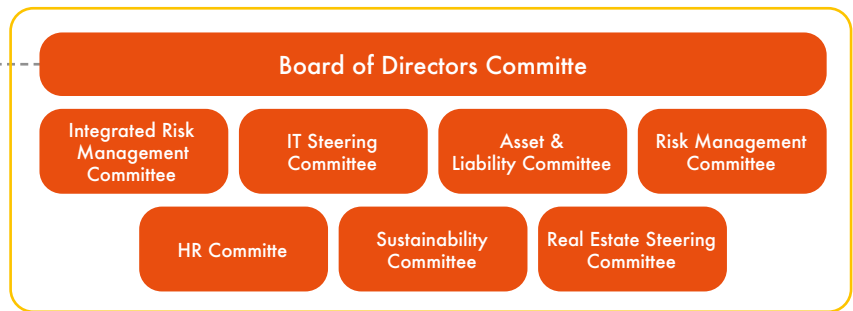 Board of Directors Committe
Integrated Risk
Management
Committee
IT Steering
Committee
Asset &
Liability Committee
Risk Management
Committee
HR Committe
Sustainability
Committee
Real Estate Steering
Committee